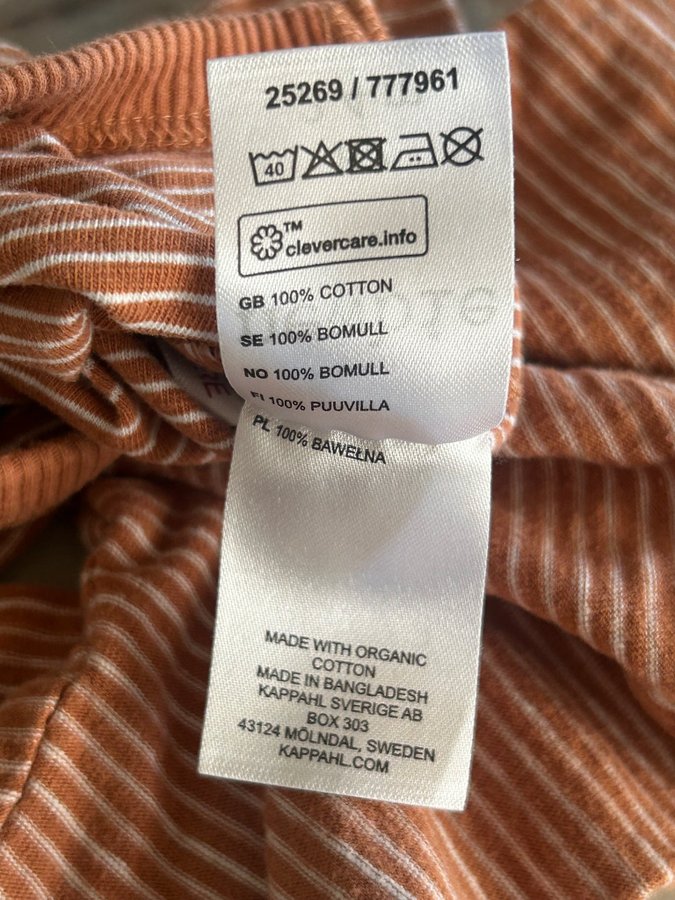 25269 / 777961
40
™
clevercare.info
GB 100% COTTON
SE 100% BOMULL
NO 100% BOMULL
FI 100% PUUVILLA
PL 100% BAWEŁNA
MADE WITH ORGANIC
COTTON
MADE IN BANGLADESH
KAPPAHL SVERIGE AB
BOX 303
43124 MÖLNDAL, SWEDEN
KAPPAHL.COM